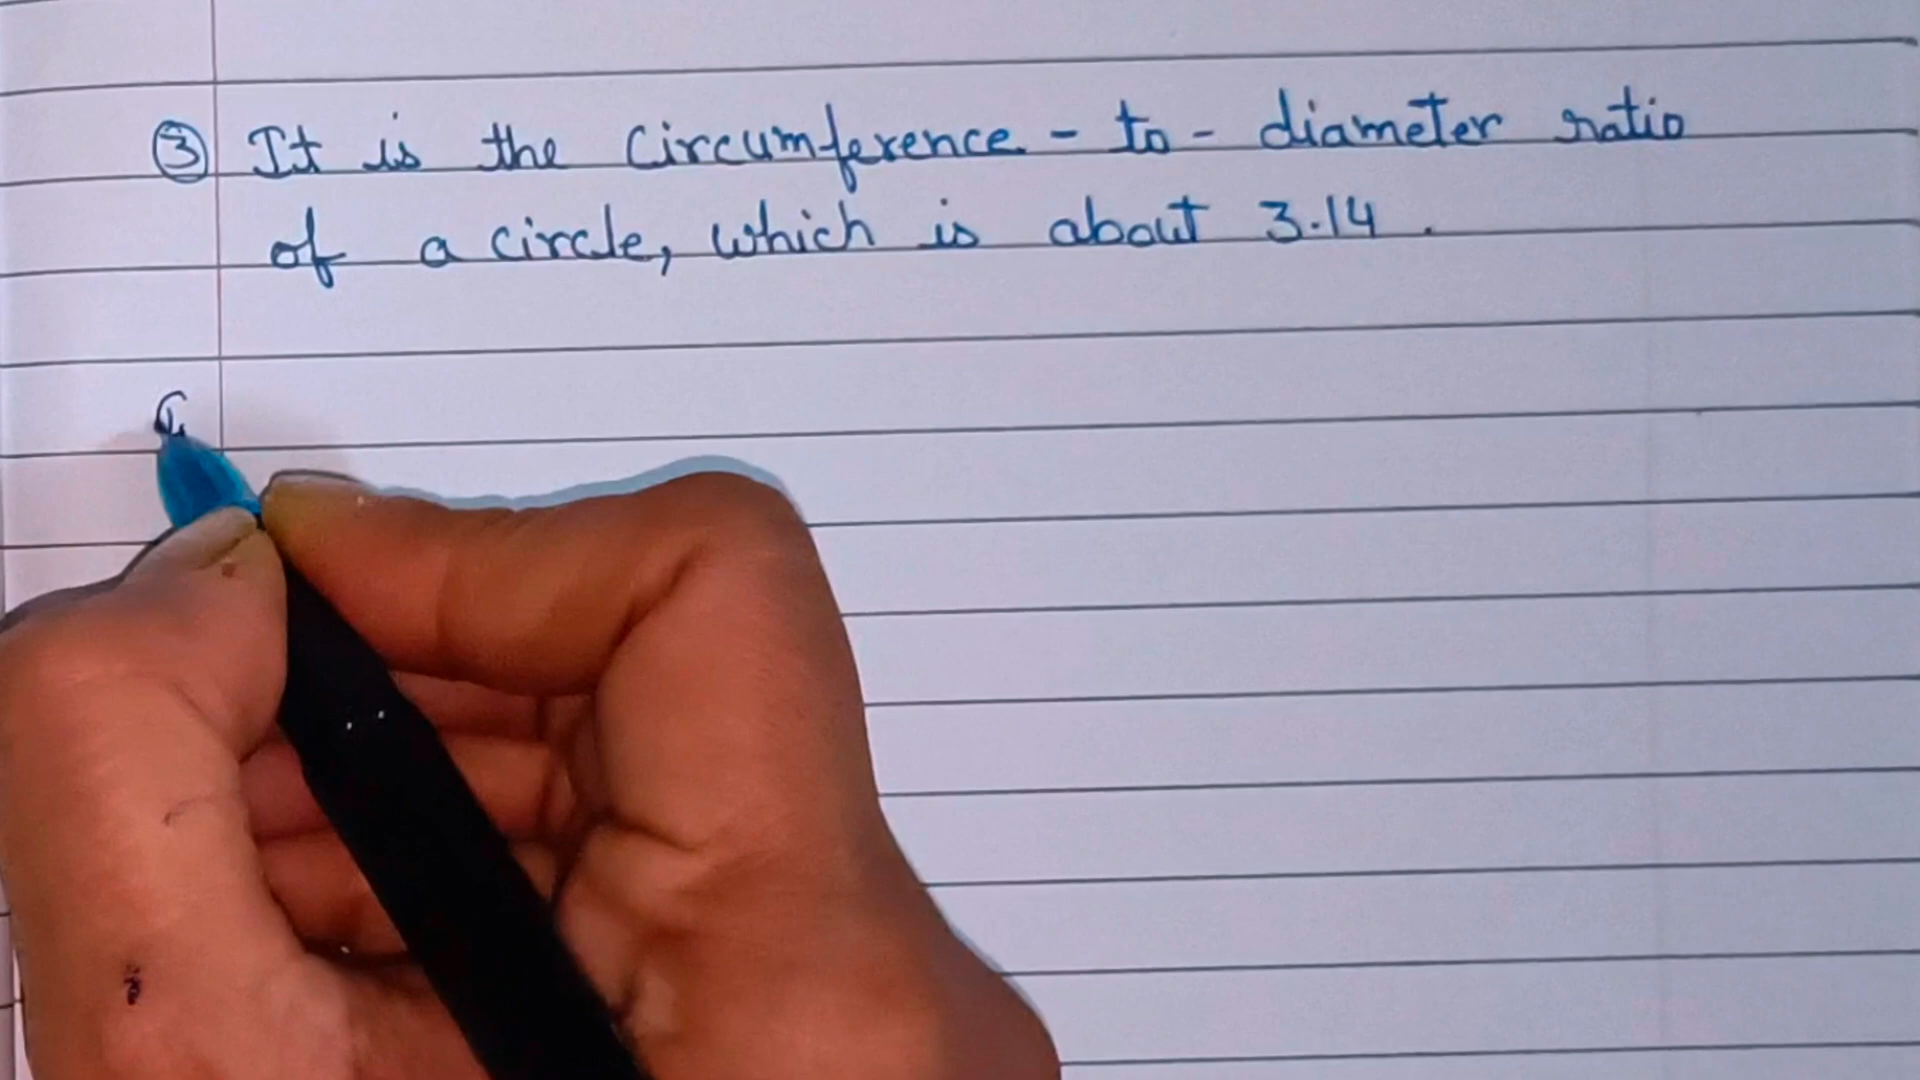 ③ It is the circumference - to - diameter ratio
of a circle, which is about 3.14 .